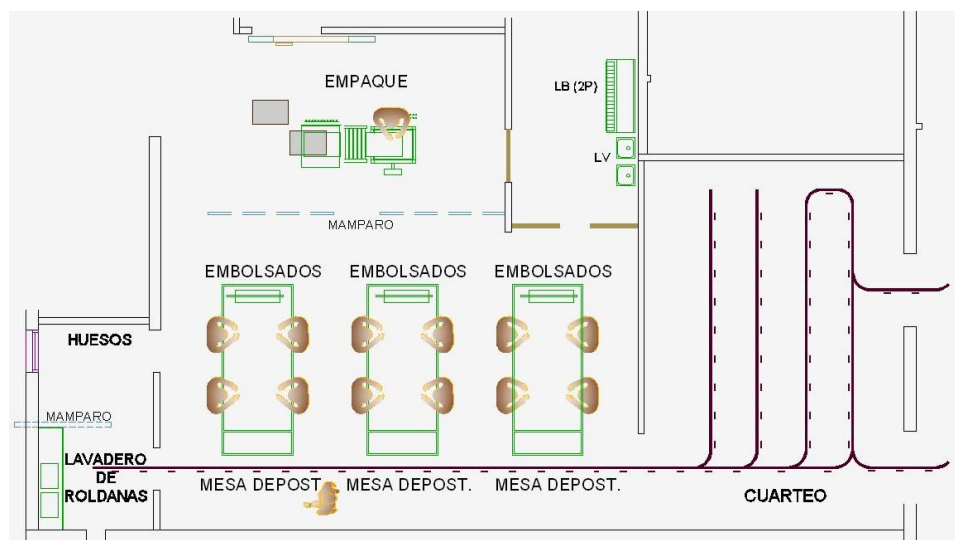 EMPAQUE
LB (2P)
LV
MAMPARO
EMBOLSADOS
EMBOLSADOS
EMBOLSADOS
HUESOS
MAMPARO
LAVADERO
DE
ROLDANAS
MESA DEPOST.
MESA DEPOST.
MESA DEPOST.
CUARTEO